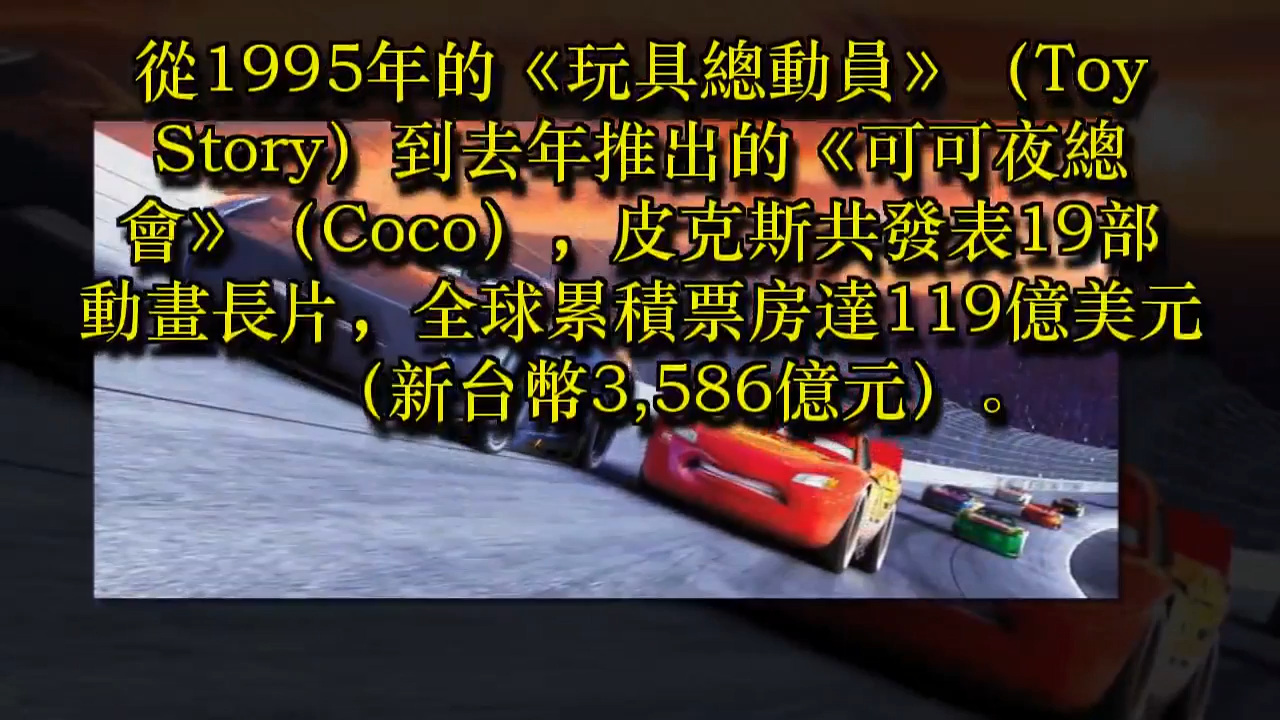 從1995年的《玩具總動員》（Toy
Story）到去年推出的《可可夜總
會》（Coco），皮克斯共發表19部
動畫長片，全球累積票房達119億美元
（新台幣3,586億元）。